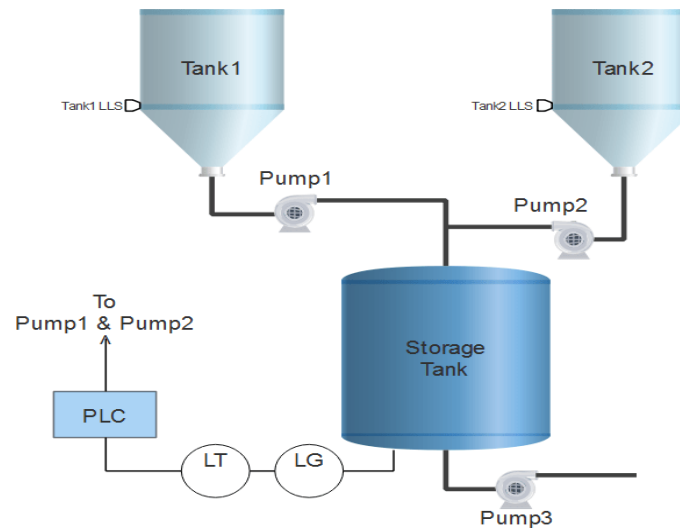 Tank1
Tank2
Tank1 LLS
Tank2 LLS
Pump1
Pump2
To
Pump1 & Pump2
Storage
Tank
PLC
LT
LG
Pump3